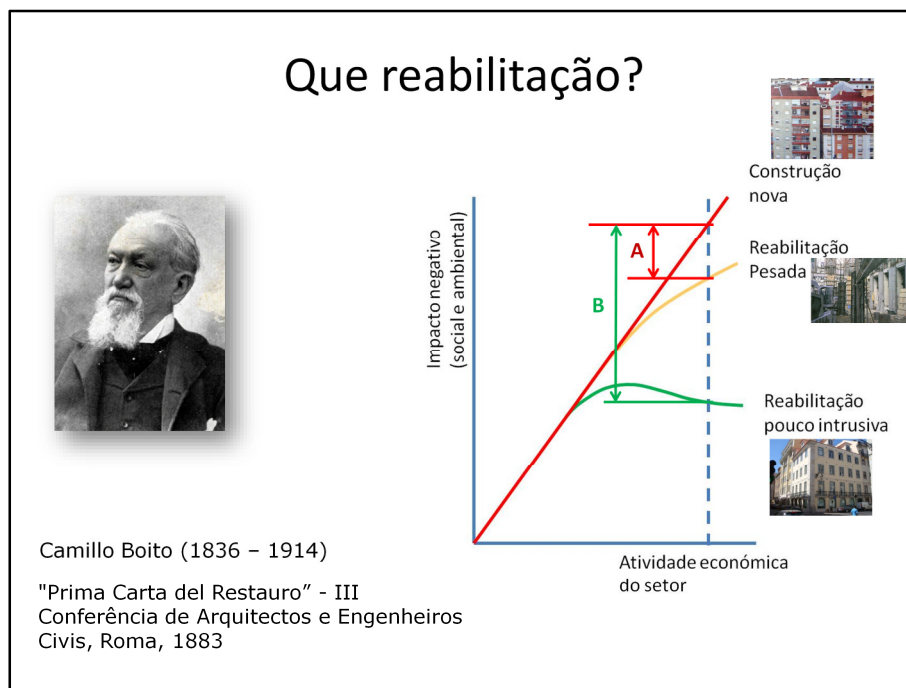 Que reabilitação?
Construção
nova
Reabilitação
Pesada
A
B
Impacto negativo
(social e ambiental)
Reabilitação
pouco intrusiva
Atividade económica
do setor
Camillo Boito (1836 – 1914)
"Prima Carta del Restauro” - III
Conferência de Arquitectos e Engenheiros
Civis, Roma, 1883